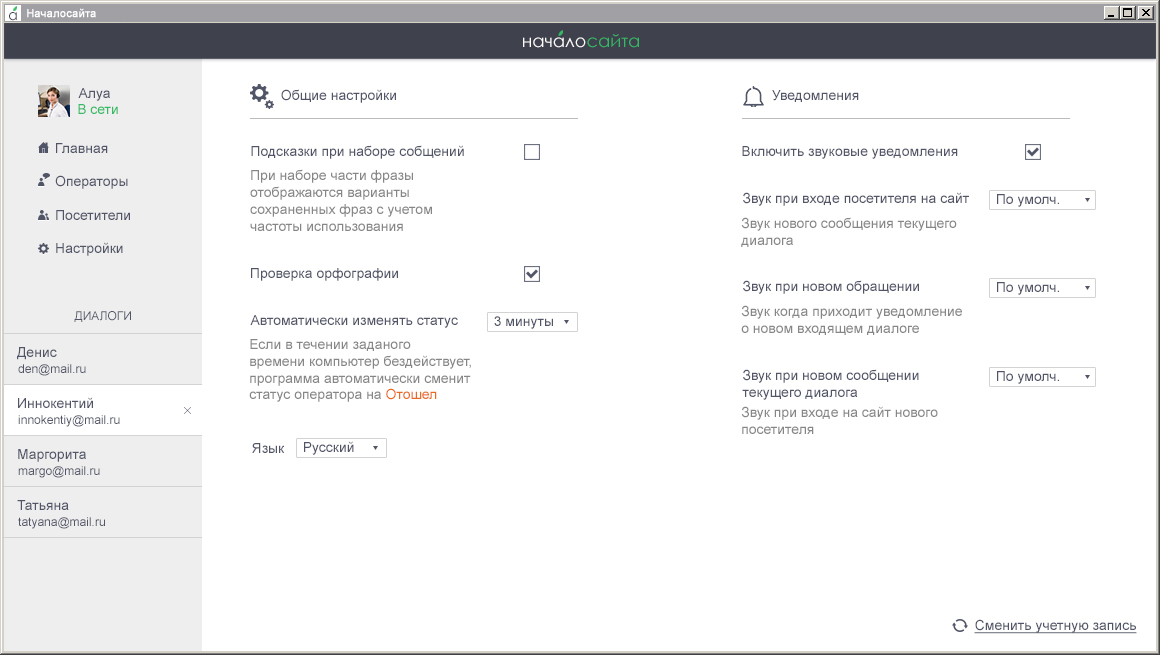 Началосайта
началосайта
Алуа
В сети
Главная
Операторы
Посетители
Настройки
ДИАЛОГИ
Денис
den@mail.ru
Иннокентий
innokentiy@mail.ru
Маргорита
margo@mail.ru
Татьяна
tatyana@mail.ru
Общие настройки
Подсказки при наборе собщений
При наборе части фразы
отображаются варианты
сохраненных фраз с учетом
частоты использования
Проверка орфографии
Автоматически изменять статус 3 минуты
Если в течении заданого
времени компьютер бездействует,
программа автоматически сменит
статус оператора на Отошел
Язык Русский
Уведомления
Включить звуковые уведомления
Звук при входе посетителя на сайт По умолч.
Звук нового сообщения текущего
диалога
Звук при новом обращении По умолч.
Звук когда приходит уведомление
о новом входящем диалоге
Звук при новом сообщении По умолч.
текущего диалога
Звук при входе на сайт нового
посетителя
Сменить учетную запись